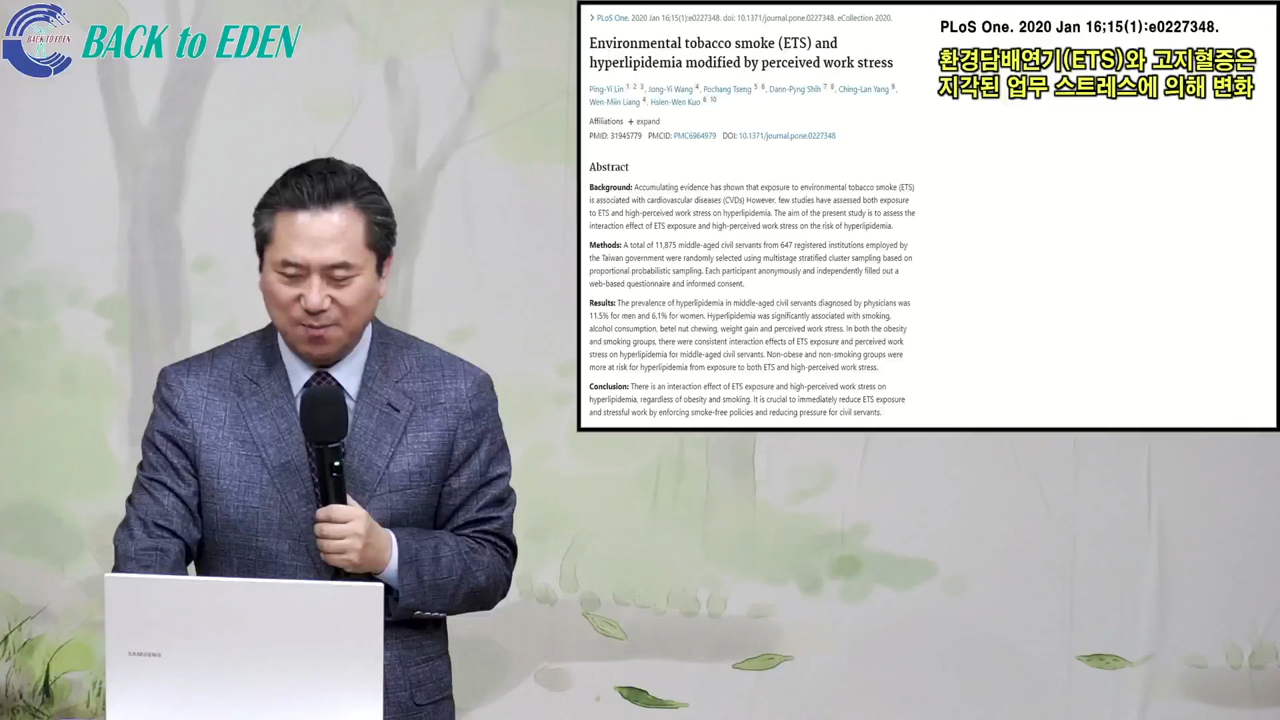 BACK to EDEN
BACK to EDEN
> PLoS One. 2020 Jan 16;15(1):e0227348. doi: 10.1371/journal.pone.0227348. eCollection 2020.
Environmental tobacco smoke (ETS) and
hyperlipidemia modified by perceived work stress
Ping-Yi Lin 1 2 3, Jong-Yi Wang 4, Pochang Tseng 5 6, Dann-Pyng Shih 7 8, Ching-Lan Yang 9,
Wen-Miin Liang 4, Hsien-Wen Kuo 6 10
Affiliations + expand
PMID: 31945779 PMCID: PMC6964979 DOI: 10.1371/journal.pone.0227348
Abstract
Background: Accumulating evidence has shown that exposure to environmental tobacco smoke (ETS)
is associated with cardiovascular diseases (CVDs) However, few studies have assessed both exposure
to ETS and high-perceived work stress on hyperlipidemia. The aim of the present study is to assess the
interaction effect of ETS exposure and high-perceived work stress on the risk of hyperlipidemia.
Methods: A total of 11,875 middle-aged civil servants from 647 registered institutions employed by
the Taiwan government were randomly selected using multistage stratified cluster sampling based on
proportional probabilistic sampling. Each participant anonymously and independently filled out a
web-based questionnaire and informed consent.
Results: The prevalence of hyperlipidemia in middle-aged civil servants diagnosed by physicians was
11.5% for men and 6.1% for women. Hyperlipidemia was significantly associated with smoking,
alcohol consumption, betel nut chewing, weight gain and perceived work stress. In both the obesity
and smoking groups, there were consistent interaction effects of ETS exposure and perceived work
stress on hyperlipidemia for middle-aged civil servants. Non-obese and non-smoking groups were
more at risk for hyperlipidemia from exposure to both ETS and high-perceived work stress.
Conclusion: There is an interaction effect of ETS exposure and high-perceived work stress on
hyperlipidemia, regardless of obesity and smoking. It is crucial to immediately reduce ETS exposure
and stressful work by enforcing smoke-free policies and reducing pressure for civil servants.
PLoS One. 2020 Jan 16;15(1):e0227348.
환경담배연기(ETS)와 고지혈증은
지각된 업무 스트레스에 의해 변화
SAMSUNG